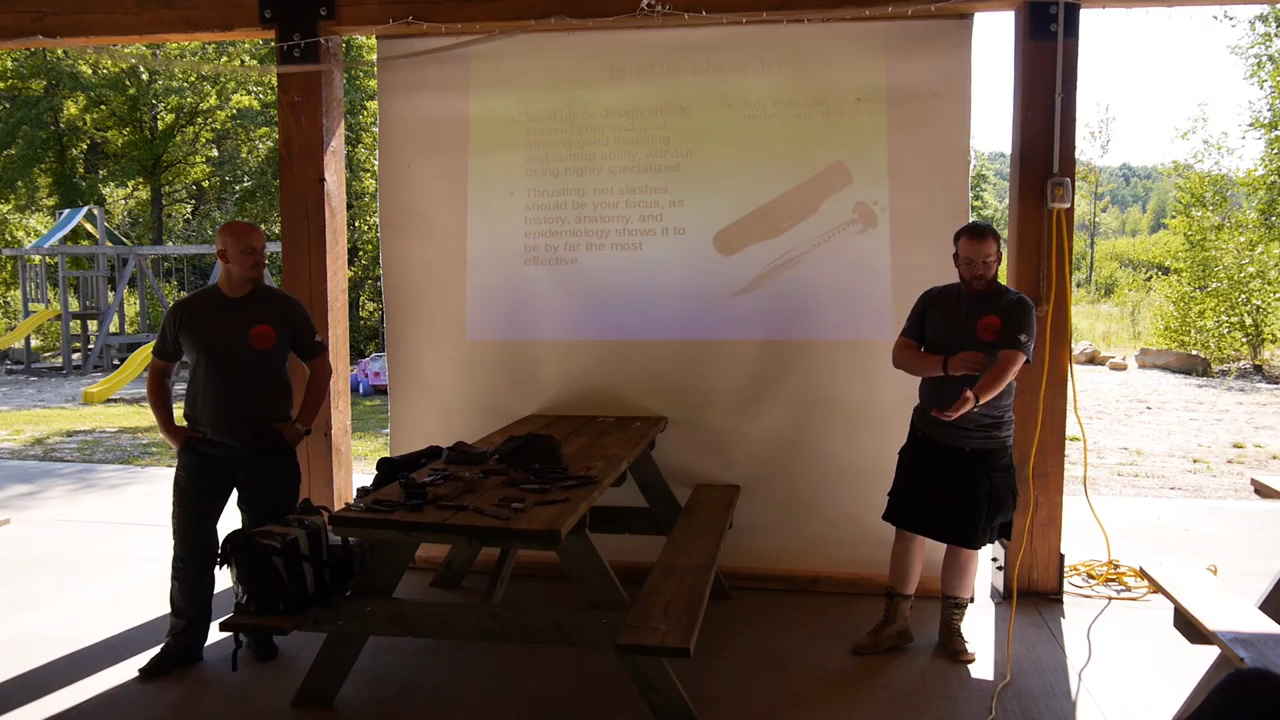 Blade Design
Ideal blade design should
support your end goal,
offering good thrusting
and cutting ability, without
being highly specialized.
• Thrusting, not slashes,
should be your focus, as
history, anatomy, and
epidemiology shows it to
be by far the most
effective.